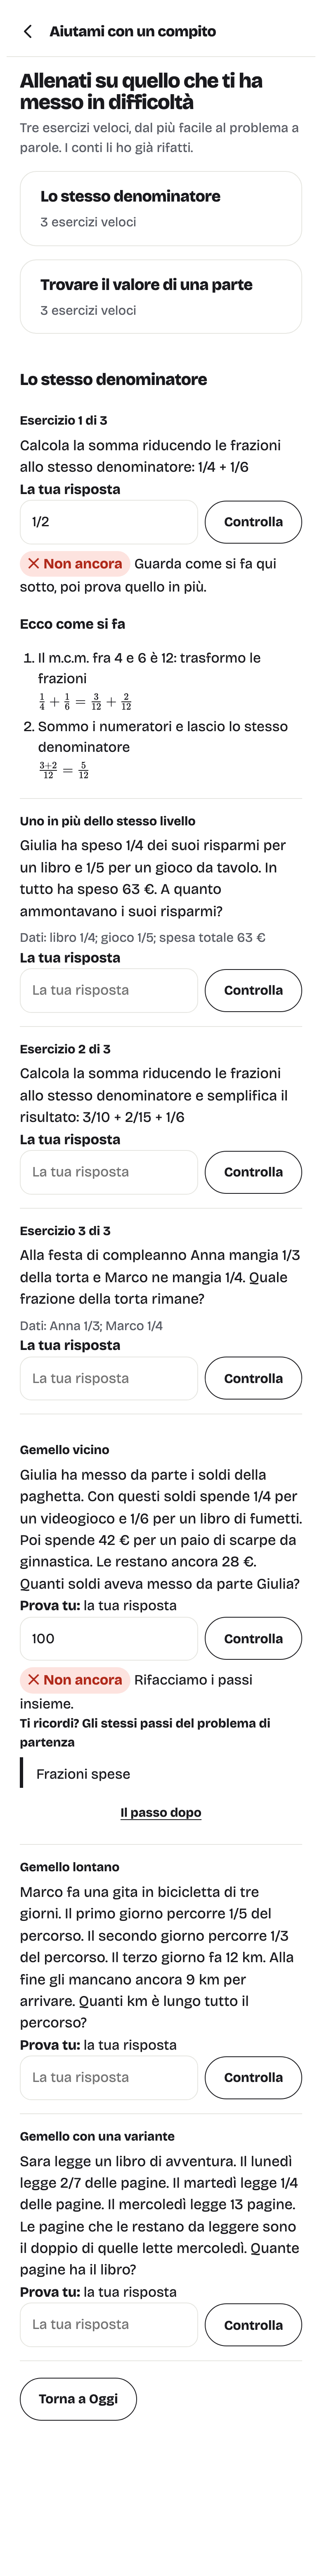 Aiutami con un compito
Allenati su quello che ti ha
messo in difficoltà
Tre esercizi veloci, dal più facile al problema a
parole. I conti li ho già rifatti.
Lo stesso denominatore
3 esercizi veloci
Trovare il valore di una parte
3 esercizi veloci
Lo stesso denominatore
Esercizio 1 di 3
Calcola la somma riducendo le frazioni
allo stesso denominatore: 1/4 + 1/6
La tua risposta
1/2
Controlla
Non ancora Guarda come si fa qui
sotto, poi prova quello in più.
Ecco come si fa
1. Il m.c.m. fra 4 e 6 è 12: trasformo le
frazioni
1/4 + 1/6 = 3/12 + 2/12
2. Sommo i numeratori e lascio lo stesso
denominatore
3+2/12 = 5/12
Uno in più dello stesso livello
Giulia ha speso 1/4 dei suoi risparmi per
un libro e 1/5 per un gioco da tavolo. In
tutto ha speso 63 €. A quanto
ammontavano i suoi risparmi?
Dati: libro 1/4; gioco 1/5; spesa totale 63 €
La tua risposta
La tua risposta
Controlla
Esercizio 2 di 3
Calcola la somma riducendo le frazioni
allo stesso denominatore e semplifica il
risultato: 3/10 + 2/15 + 1/6
La tua risposta
La tua risposta
Controlla
Esercizio 3 di 3
Alla festa di compleanno Anna mangia 1/3
della torta e Marco ne mangia 1/4. Quale
frazione della torta rimane?
Dati: Anna 1/3; Marco 1/4
La tua risposta
La tua risposta
Controlla
Gemello vicino
Giulia ha messo da parte i soldi della
paghetta. Con questi soldi spende 1/4 per
un videogioco e 1/6 per un libro di fumetti.
Poi spende 42 € per un paio di scarpe da
ginnastica. Le restano ancora 28 €.
Quanti soldi aveva messo da parte Giulia?
Prova tu: la tua risposta
100
Controlla
Non ancora Rifacciamo i passi
insieme.
Ti ricordi? Gli stessi passi del problema di
partenza
Frazioni spese
Il passo dopo
Gemello lontano
Marco fa una gita in bicicletta di tre
giorni. Il primo giorno percorre 1/5 del
percorso. Il secondo giorno percorre 1/3
del percorso. Il terzo giorno fa 12 km. Alla
fine gli mancano ancora 9 km per
arrivare. Quanti km è lungo tutto il
percorso?
Prova tu: la tua risposta
La tua risposta
Controlla
Gemello con una variante
Sara legge un libro di avventura. Il lunedì
legge 2/7 delle pagine. Il martedì legge 1/4
delle pagine. Il mercoledì legge 13 pagine.
Le pagine che le restano da leggere sono
il doppio di quelle lette mercoledì. Quante
pagine ha il libro?
Prova tu: la tua risposta
La tua risposta
Controlla
Torna a Oggi